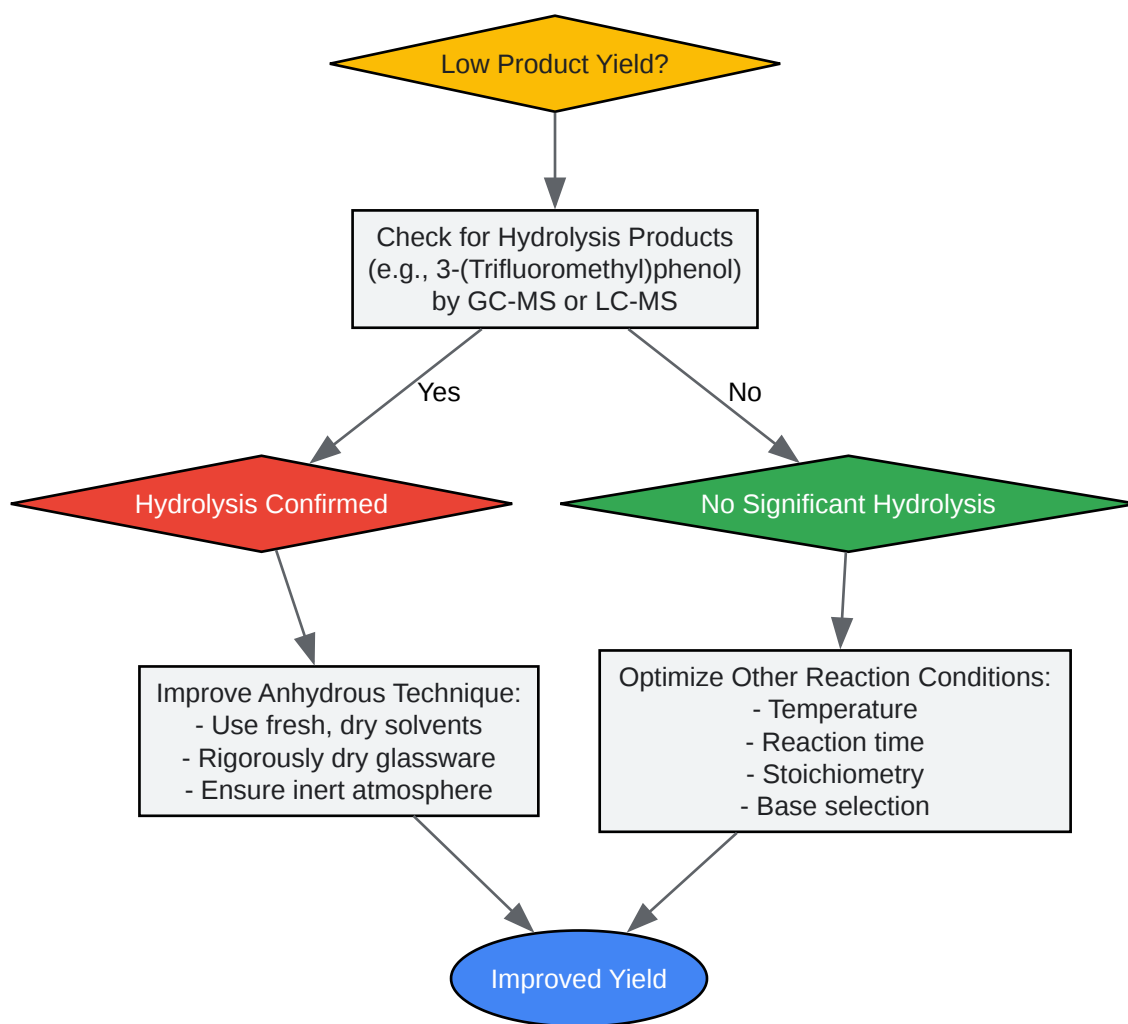 Low Product Yield?
Check for Hydrolysis Products
(e.g., 3-(Trifluoromethyl)phenol)
by GC-MS or LC-MS
Yes
No
Hydrolysis Confirmed
No Significant Hydrolysis
Improve Anhydrous Technique:
- Use fresh, dry solvents
- Rigorously dry glassware
- Ensure inert atmosphere
Optimize Other Reaction Conditions:
- Temperature
- Reaction time
- Stoichiometry
- Base selection
Improved Yield